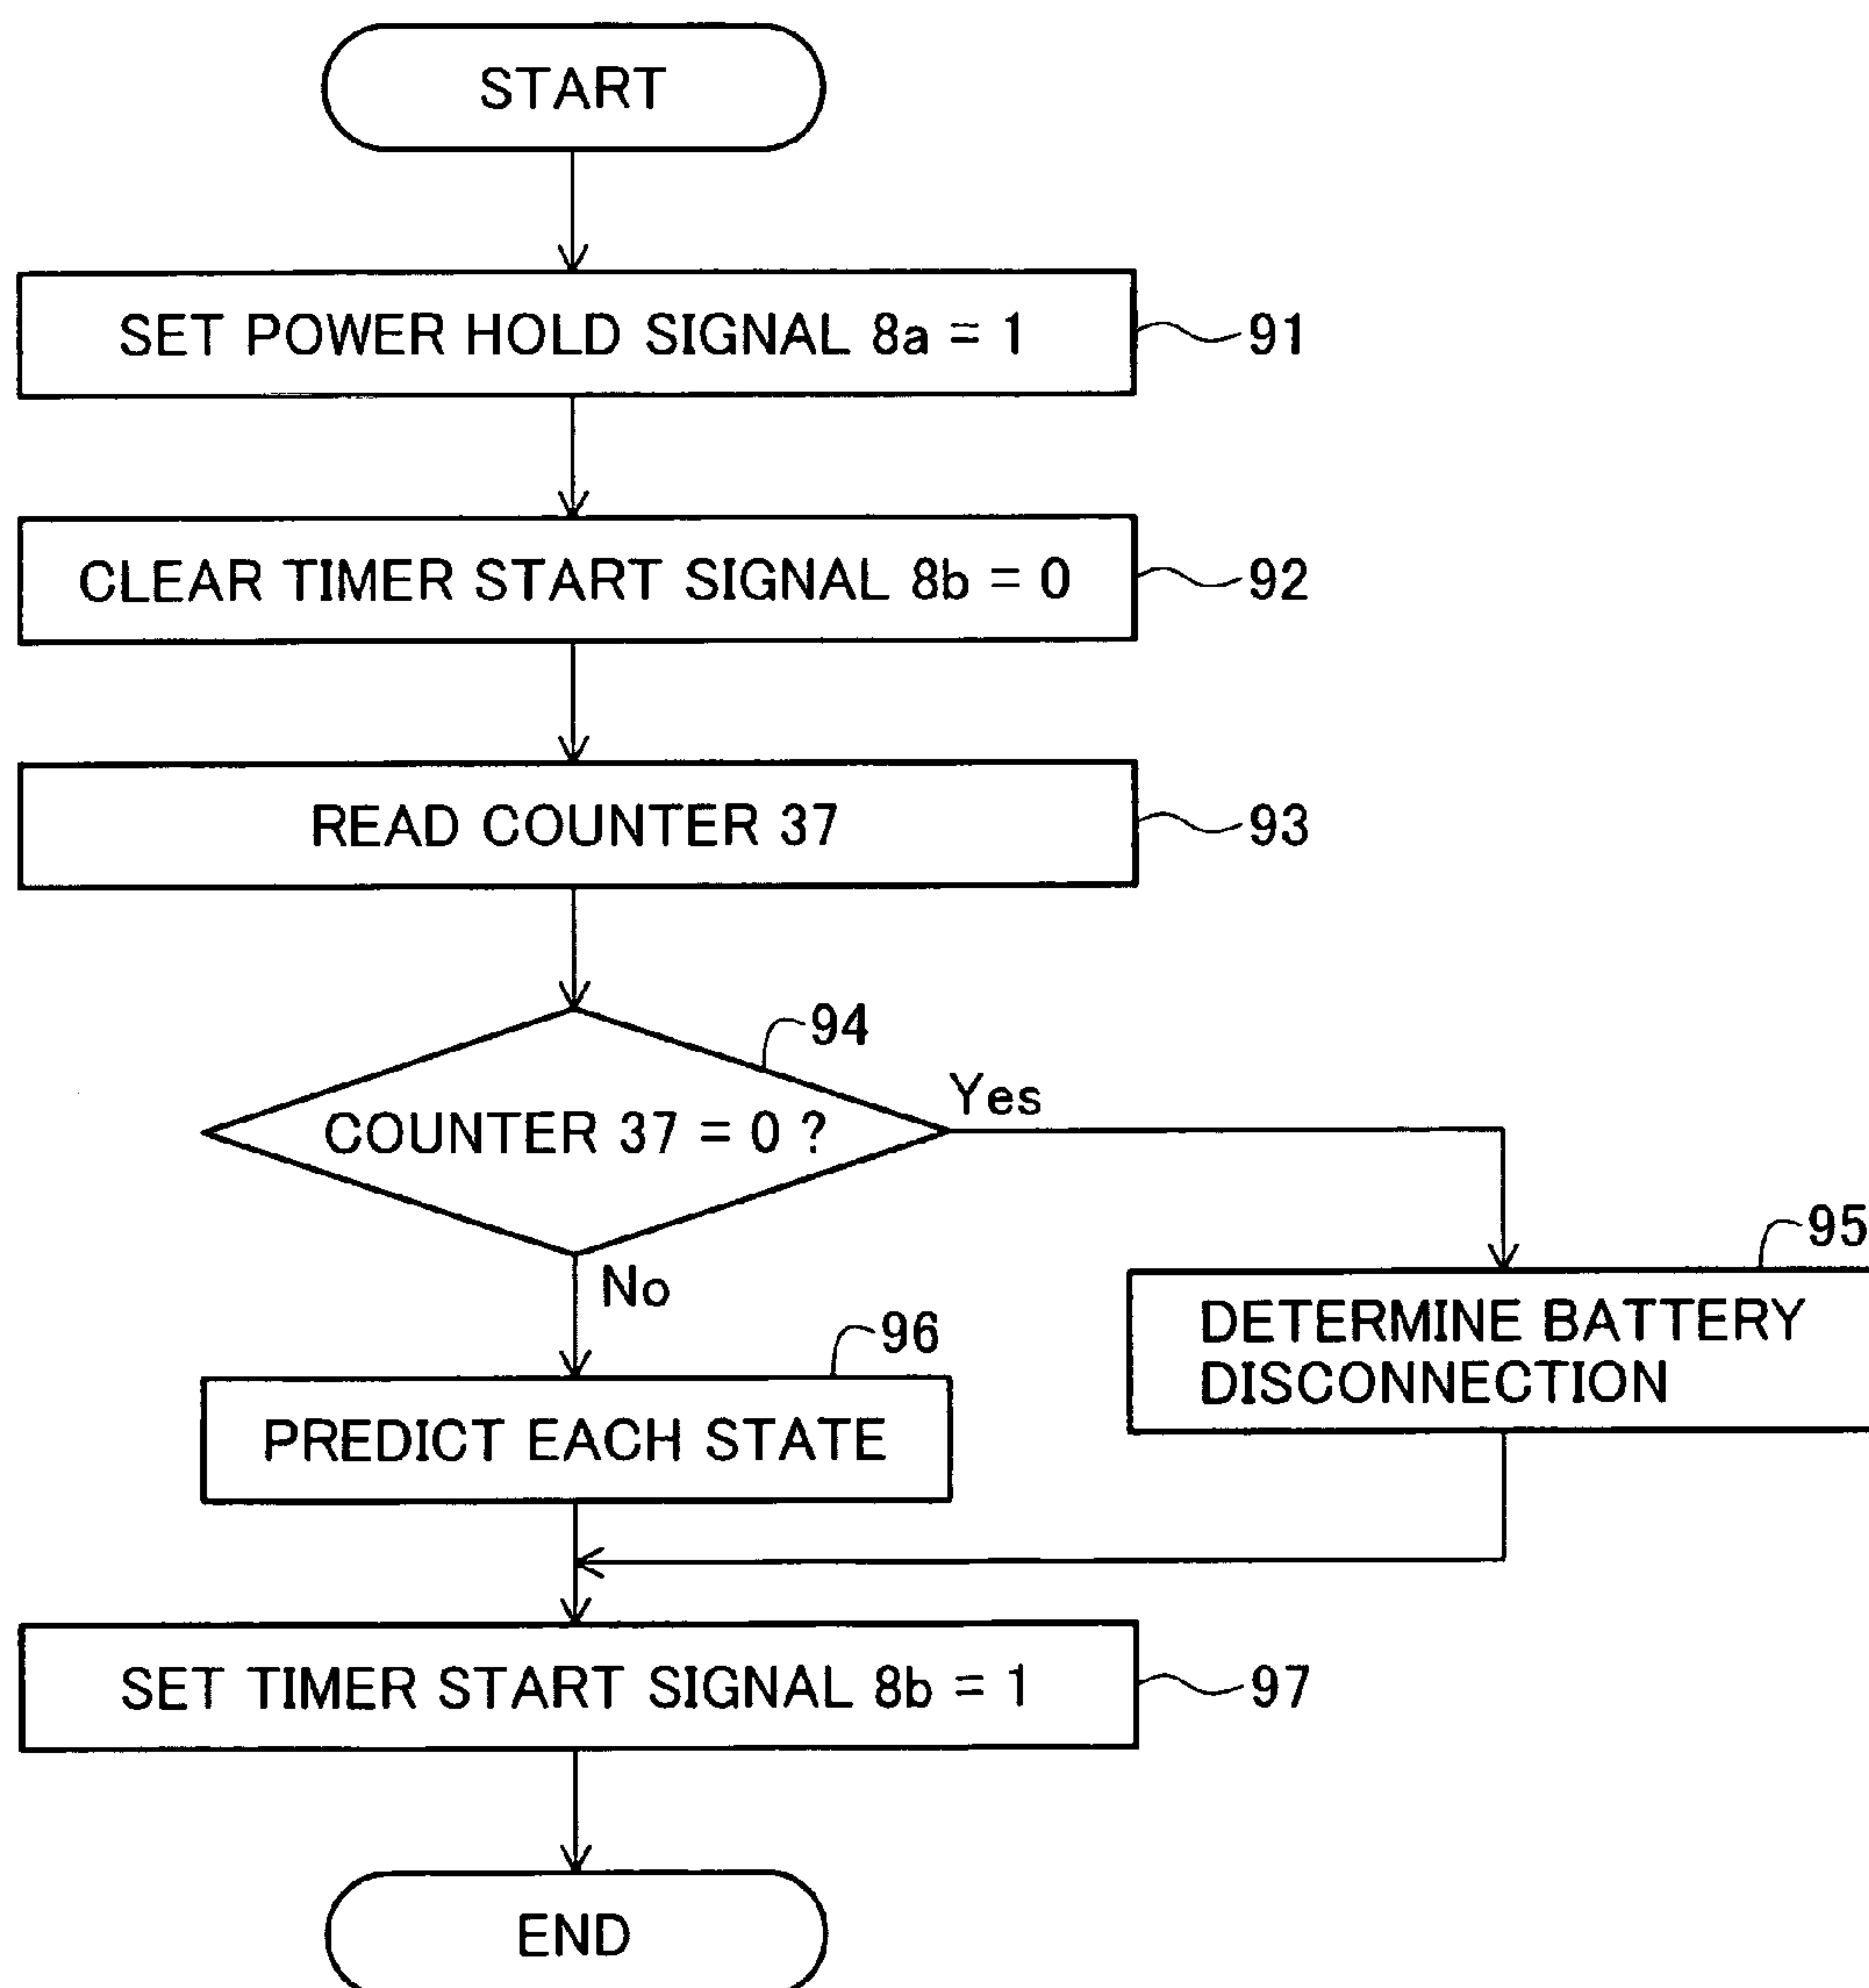 START
SET POWER HOLD SIGNAL 8a = 1
91
CLEAR TIMER START SIGNAL 8b = 0
92
READ COUNTER 37
93
94
COUNTER 37 = 0 ?
Yes
No
95
DETERMINE BATTERY
DISCONNECTION
96
PREDICT EACH STATE
SET TIMER START SIGNAL 8b = 1
97
END